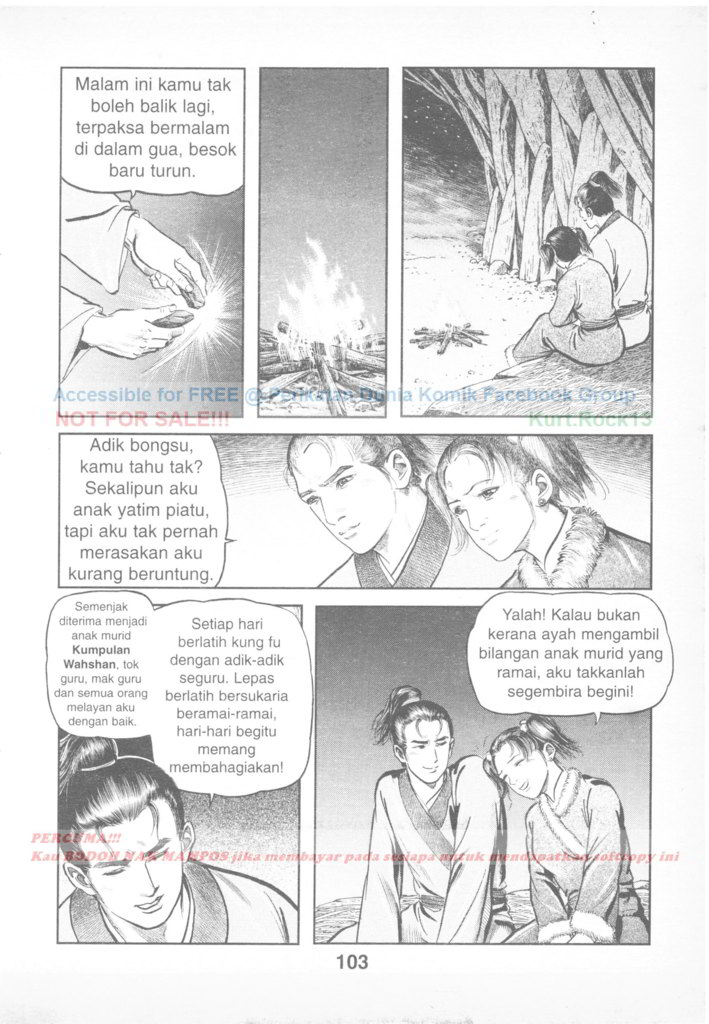 Malam ini kamu tak
boleh balik lagi,
terpaksa bermalam
di dalam gua, besok
baru turun.
Accessible for FREE @ Perikatan Dunia Komik Facebook Group
NOT FOR SALE!!!
Kurt.Rock13
Adik bongsu,
kamu tahu tak?
Sekalipun aku
anak yatim piatu,
tapi aku tak pernah
merasakan aku
kurang beruntung.
Semenjak
diterima menjadi
anak murid
Kumpulan
Wahshan, tok
guru, mak guru
dan semua orang
melayan aku
dengan baik.
Setiap hari
berlatih kung fu
dengan adik-adik
seguru. Lepas
berlatih bersukaria
beramai-ramai,
hari-hari begitu
memang
membahagiakan!
Yalah! Kalau bukan
kerana ayah mengambil
bilangan anak murid yang
ramai, aku takkanlah
segembira begini!
PERCUMA!!!
Kau BODOH NAK MAMPOS jika membayar pada sesiapa untuk mendapatkan softcopy ini
103